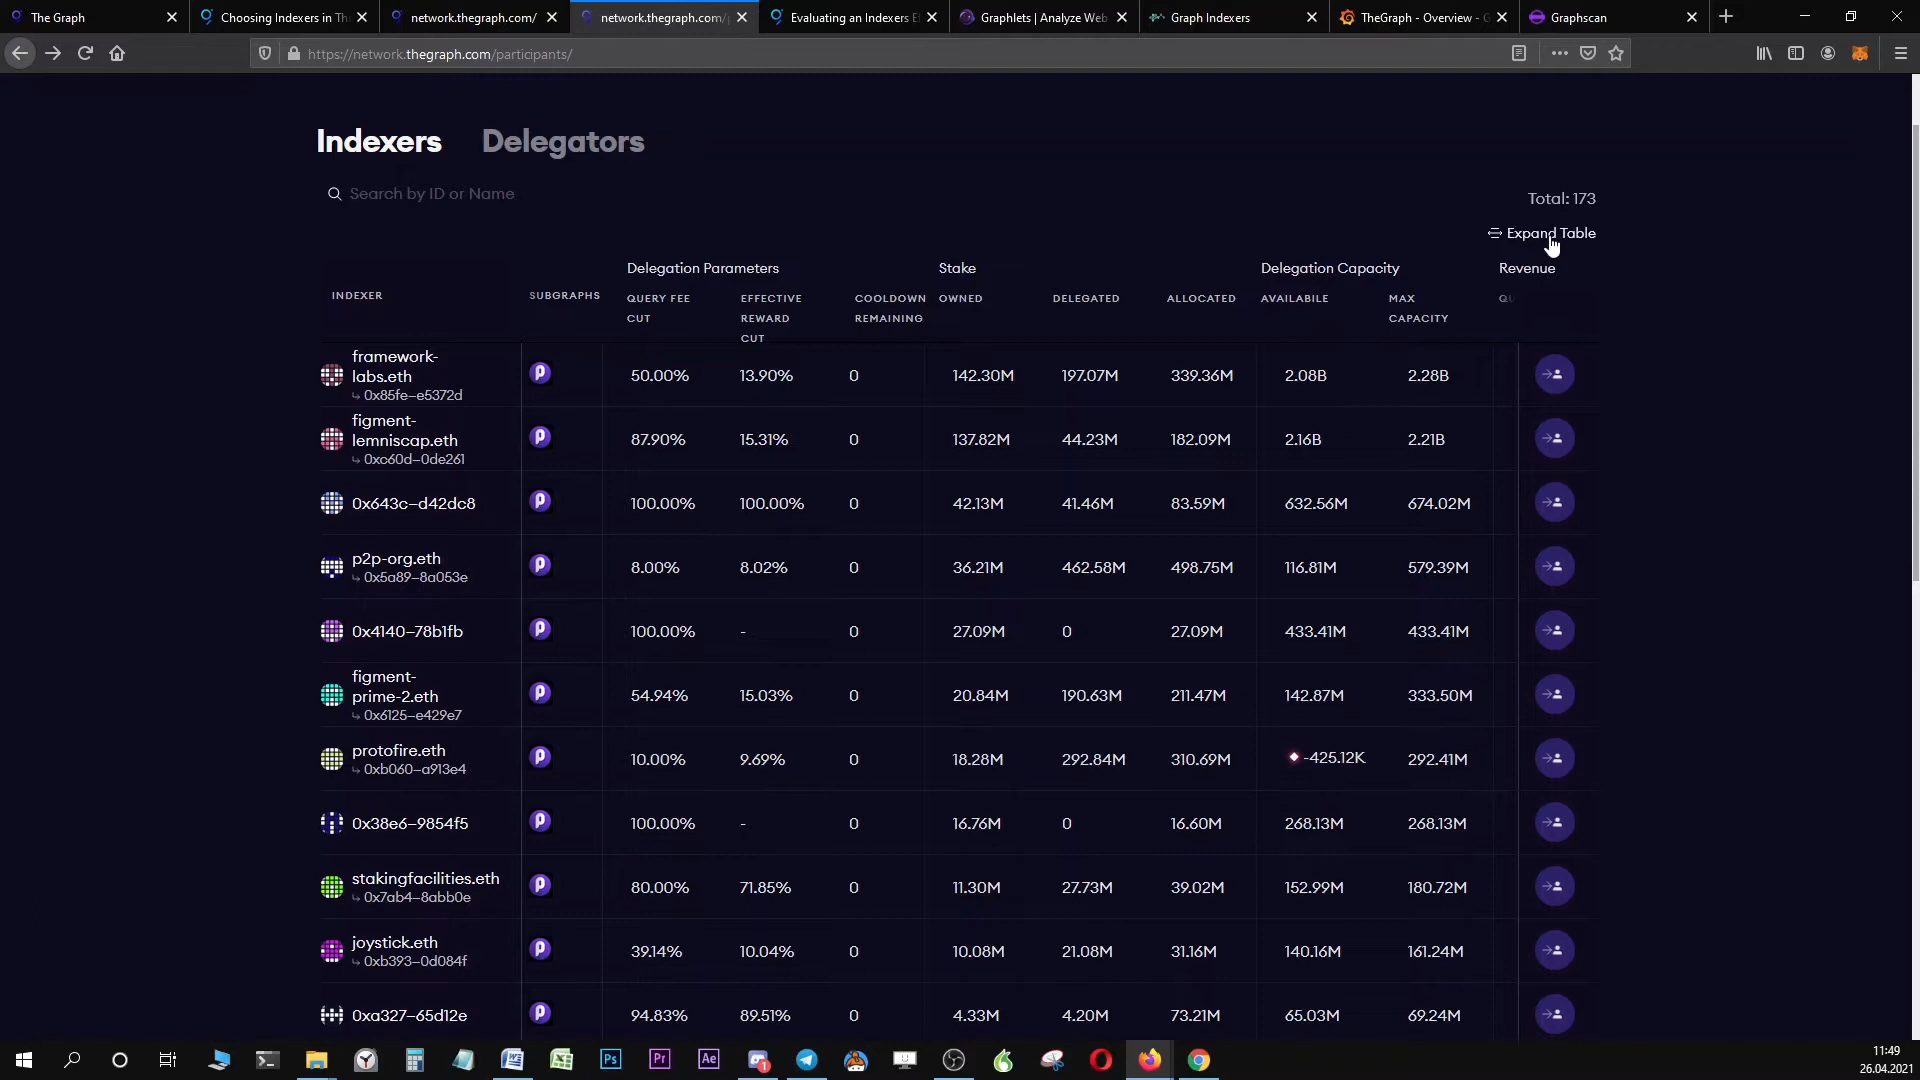 The Graph
Choosing Indexers in Th
network.thegraph.com/
network.thegraph.com/p
Evaluating an Indexers E
Graphlets | Analyze Web
Graph Indexers
TheGraph - Overview - G
Graphscan
https://network.thegraph.com/participants/
Indexers Delegators
Search by ID or Name
Total: 173
Expand Table
Delegation Parameters Stake Delegation Capacity Revenue
INDEXER SUBGRAPHS QUERY FEE CUT EFFECTIVE REWARD CUT COOLDOWN REMAINING OWNED DELEGATED ALLOCATED AVAILABILE MAX CAPACITY QU
framework-
labs.eth
0x85fe-e5372d
50.00% 13.90% 0 142.30M 197.07M 339.36M 2.08B 2.28B
figment-
lemniscap.eth
0xc60d-0de261
87.90% 15.31% 0 137.82M 44.23M 182.09M 2.16B 2.21B
0x643c-d42dc8 100.00% 100.00% 0 42.13M 41.46M 83.59M 632.56M 674.02M
p2p-org.eth
0x5a89-8a053e
8.00% 8.02% 0 36.21M 462.58M 498.75M 116.81M 579.39M
0x4140-78b1fb 100.00% - 0 27.09M 0 27.09M 433.41M 433.41M
figment-
prime-2.eth
0x6125-e429e7
54.94% 15.03% 0 20.84M 190.63M 211.47M 142.87M 333.50M
protofire.eth
0xb060-a913e4
10.00% 9.69% 0 18.28M 292.84M 310.69M -425.12K 292.41M
0x38e6-9854f5 100.00% - 0 16.76M 0 16.60M 268.13M 268.13M
stakingfacilities.eth
0x7ab4-8abb0e
80.00% 71.85% 0 11.30M 27.73M 39.02M 152.99M 180.72M
joystick.eth
0xb393-0d084f
39.14% 10.04% 0 10.08M 21.08M 31.16M 140.16M 161.24M
0xa327-65d12e 94.83% 89.51% 0 4.33M 4.20M 73.21M 65.03M 69.24M
Ps Pr Ae
1
11:49
26.04.2021